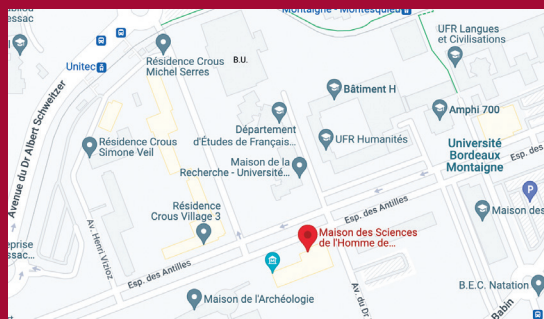 essac
Montaigne - Montesquieu
UFR Langues
et Civilisations
Unitec
Résidence Crous
Michel Serres
B.U.
Bâtiment H
Amphi 700
Avenue du Dr Albert Schweitzer
Département
d'Études de Français...
UFR Humanités
Université
Bordeaux
Montaigne
Résidence Crous
Simone Veil
Maison de la
Recherche - Université...
Esp. des
P
Résidence
Crous Village 3
Esp. des Antilles
Maison des
Av. Henri Vizioz
Maison des Sciences
de l'Homme de...
eprise
ssac...
Esp. des Antilles
B.E.C. Natation
Maison de l'Archéologie
Av. du Dr
Babin